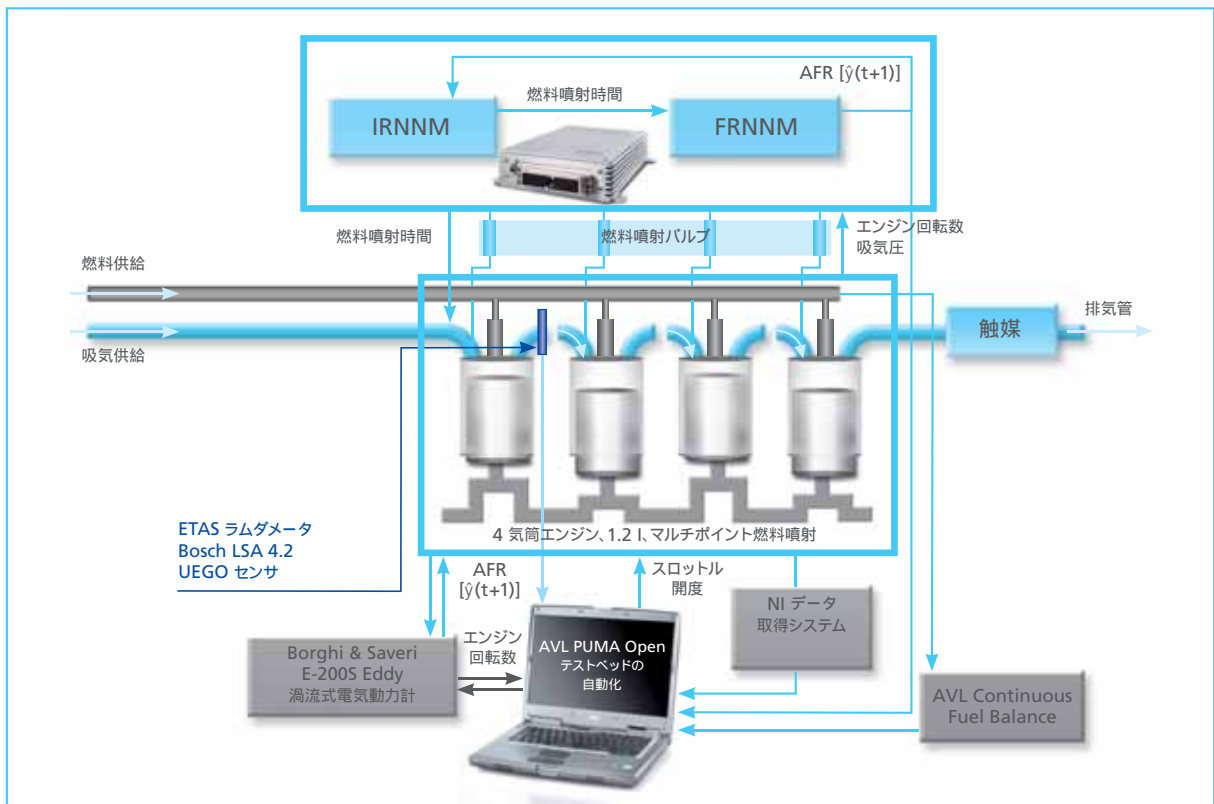 AFR [ŷ(t+1)]
燃料噴射時間
IRNNM
FRNNM
燃料噴射時間
燃料噴射バルブ
エンジン回転数
吸気圧
燃料供給
吸気供給
触媒
排気管
4 気筒エンジン、1.2 l、マルチポイント燃料噴射
ETAS ラムダメータ
Bosch LSA 4.2
UEGO センサ
AFR
[ŷ(t+1)]
スロットル
開度
NI データ
取得システム
エンジン
回転数
Borghi & Saveri
E-200S Eddy
渦流式電気動力計
AVL PUMA Open
テストベッドの
自動化
AVL Continuous
Fuel Balance